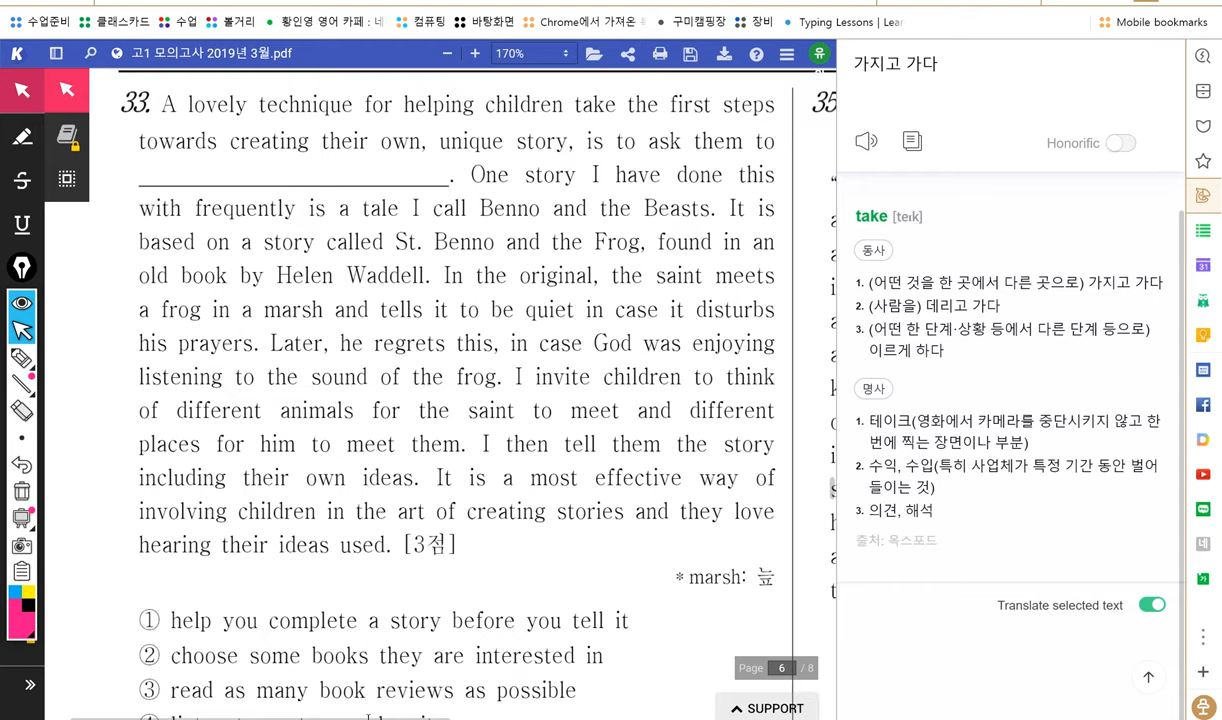 수업준비 클래스카드 수업 볼거리 황인영 영어 카페 : 네 컴퓨팅 바탕화면 Chrome에서 가져온 구미캠핑장 장비 Typing Lessons | Lear Mobile bookmarks
K 고1 모의고사 2019년 3월.pdf 170% 유
가지고 가다
Honorific
33. A lovely technique for helping children take the first steps
towards creating their own, unique story, is to ask them to
. One story I have done this
with frequently is a tale I call Benno and the Beasts. It is
based on a story called St. Benno and the Frog, found in an
old book by Helen Waddell. In the original, the saint meets
a frog in a marsh and tells it to be quiet in case it disturbs
his prayers. Later, he regrets this, in case God was enjoying
listening to the sound of the frog. I invite children to think
of different animals for the saint to meet and different
places for him to meet them. I then tell them the story
including their own ideas. It is a most effective way of
involving children in the art of creating stories and they love
hearing their ideas used. [3점]
* marsh: 늪
① help you complete a story before you tell it
② choose some books they are interested in
③ read as many book reviews as possible
35
take [teɪk]
동사
1. (어떤 것을 한 곳에서 다른 곳으로) 가지고 가다
2. (사람을) 데리고 가다
3. (어떤 한 단계·상황 등에서 다른 단계 등으로)
이르게 하다
명사
1. 테이크(영화에서 카메라를 중단시키지 않고 한
번에 찍는 장면이나 부분)
2. 수익, 수입(특히 사업체가 특정 기간 동안 벌어
들이는 것)
3. 의견, 해석
출처: 옥스포드
Translate selected text
Page 6 / 8
SUPPORT
31